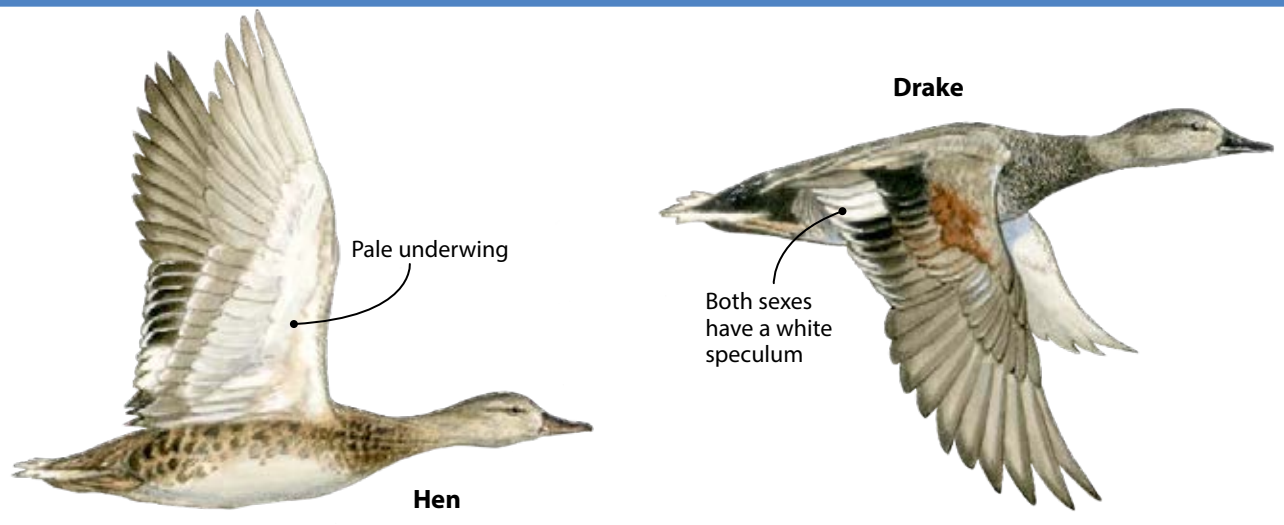 Drake
Pale underwing
Both sexes
have a white
speculum
Hen